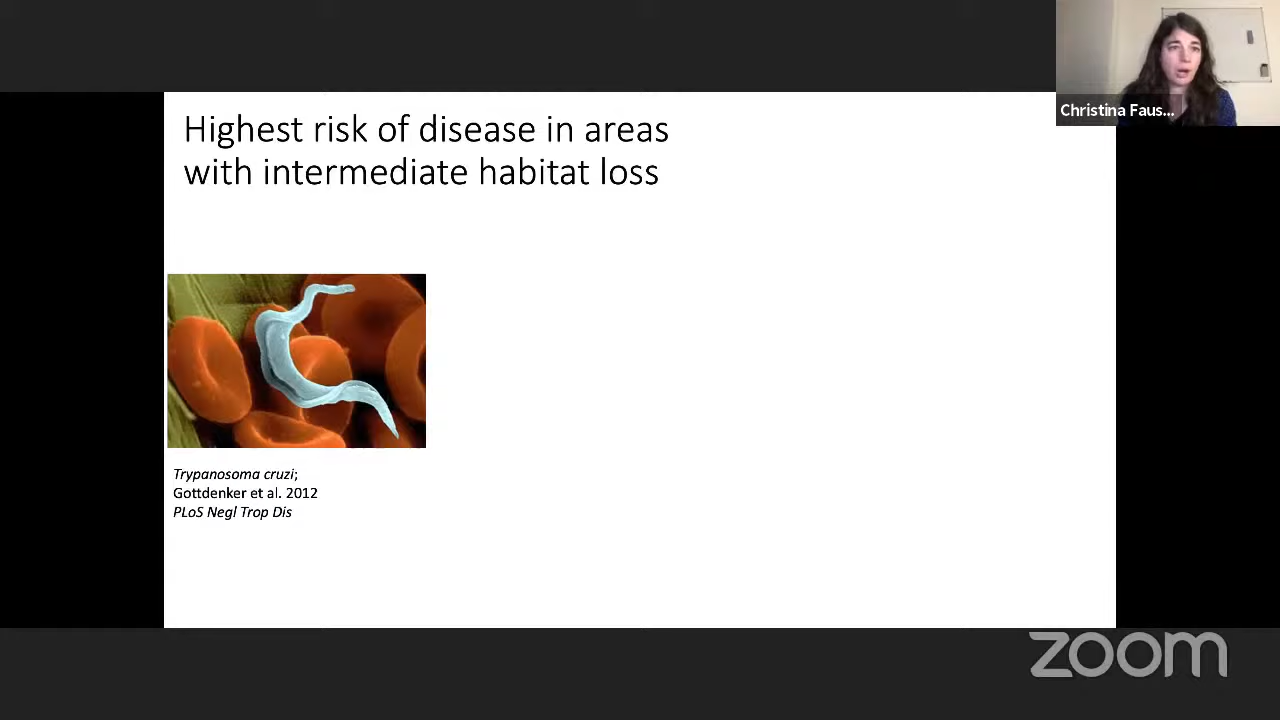 Christina Faus...
Highest risk of disease in areas
with intermediate habitat loss
Trypanosoma cruzi;
Gottdenker et al. 2012
PLoS Negl Trop Dis
zoom